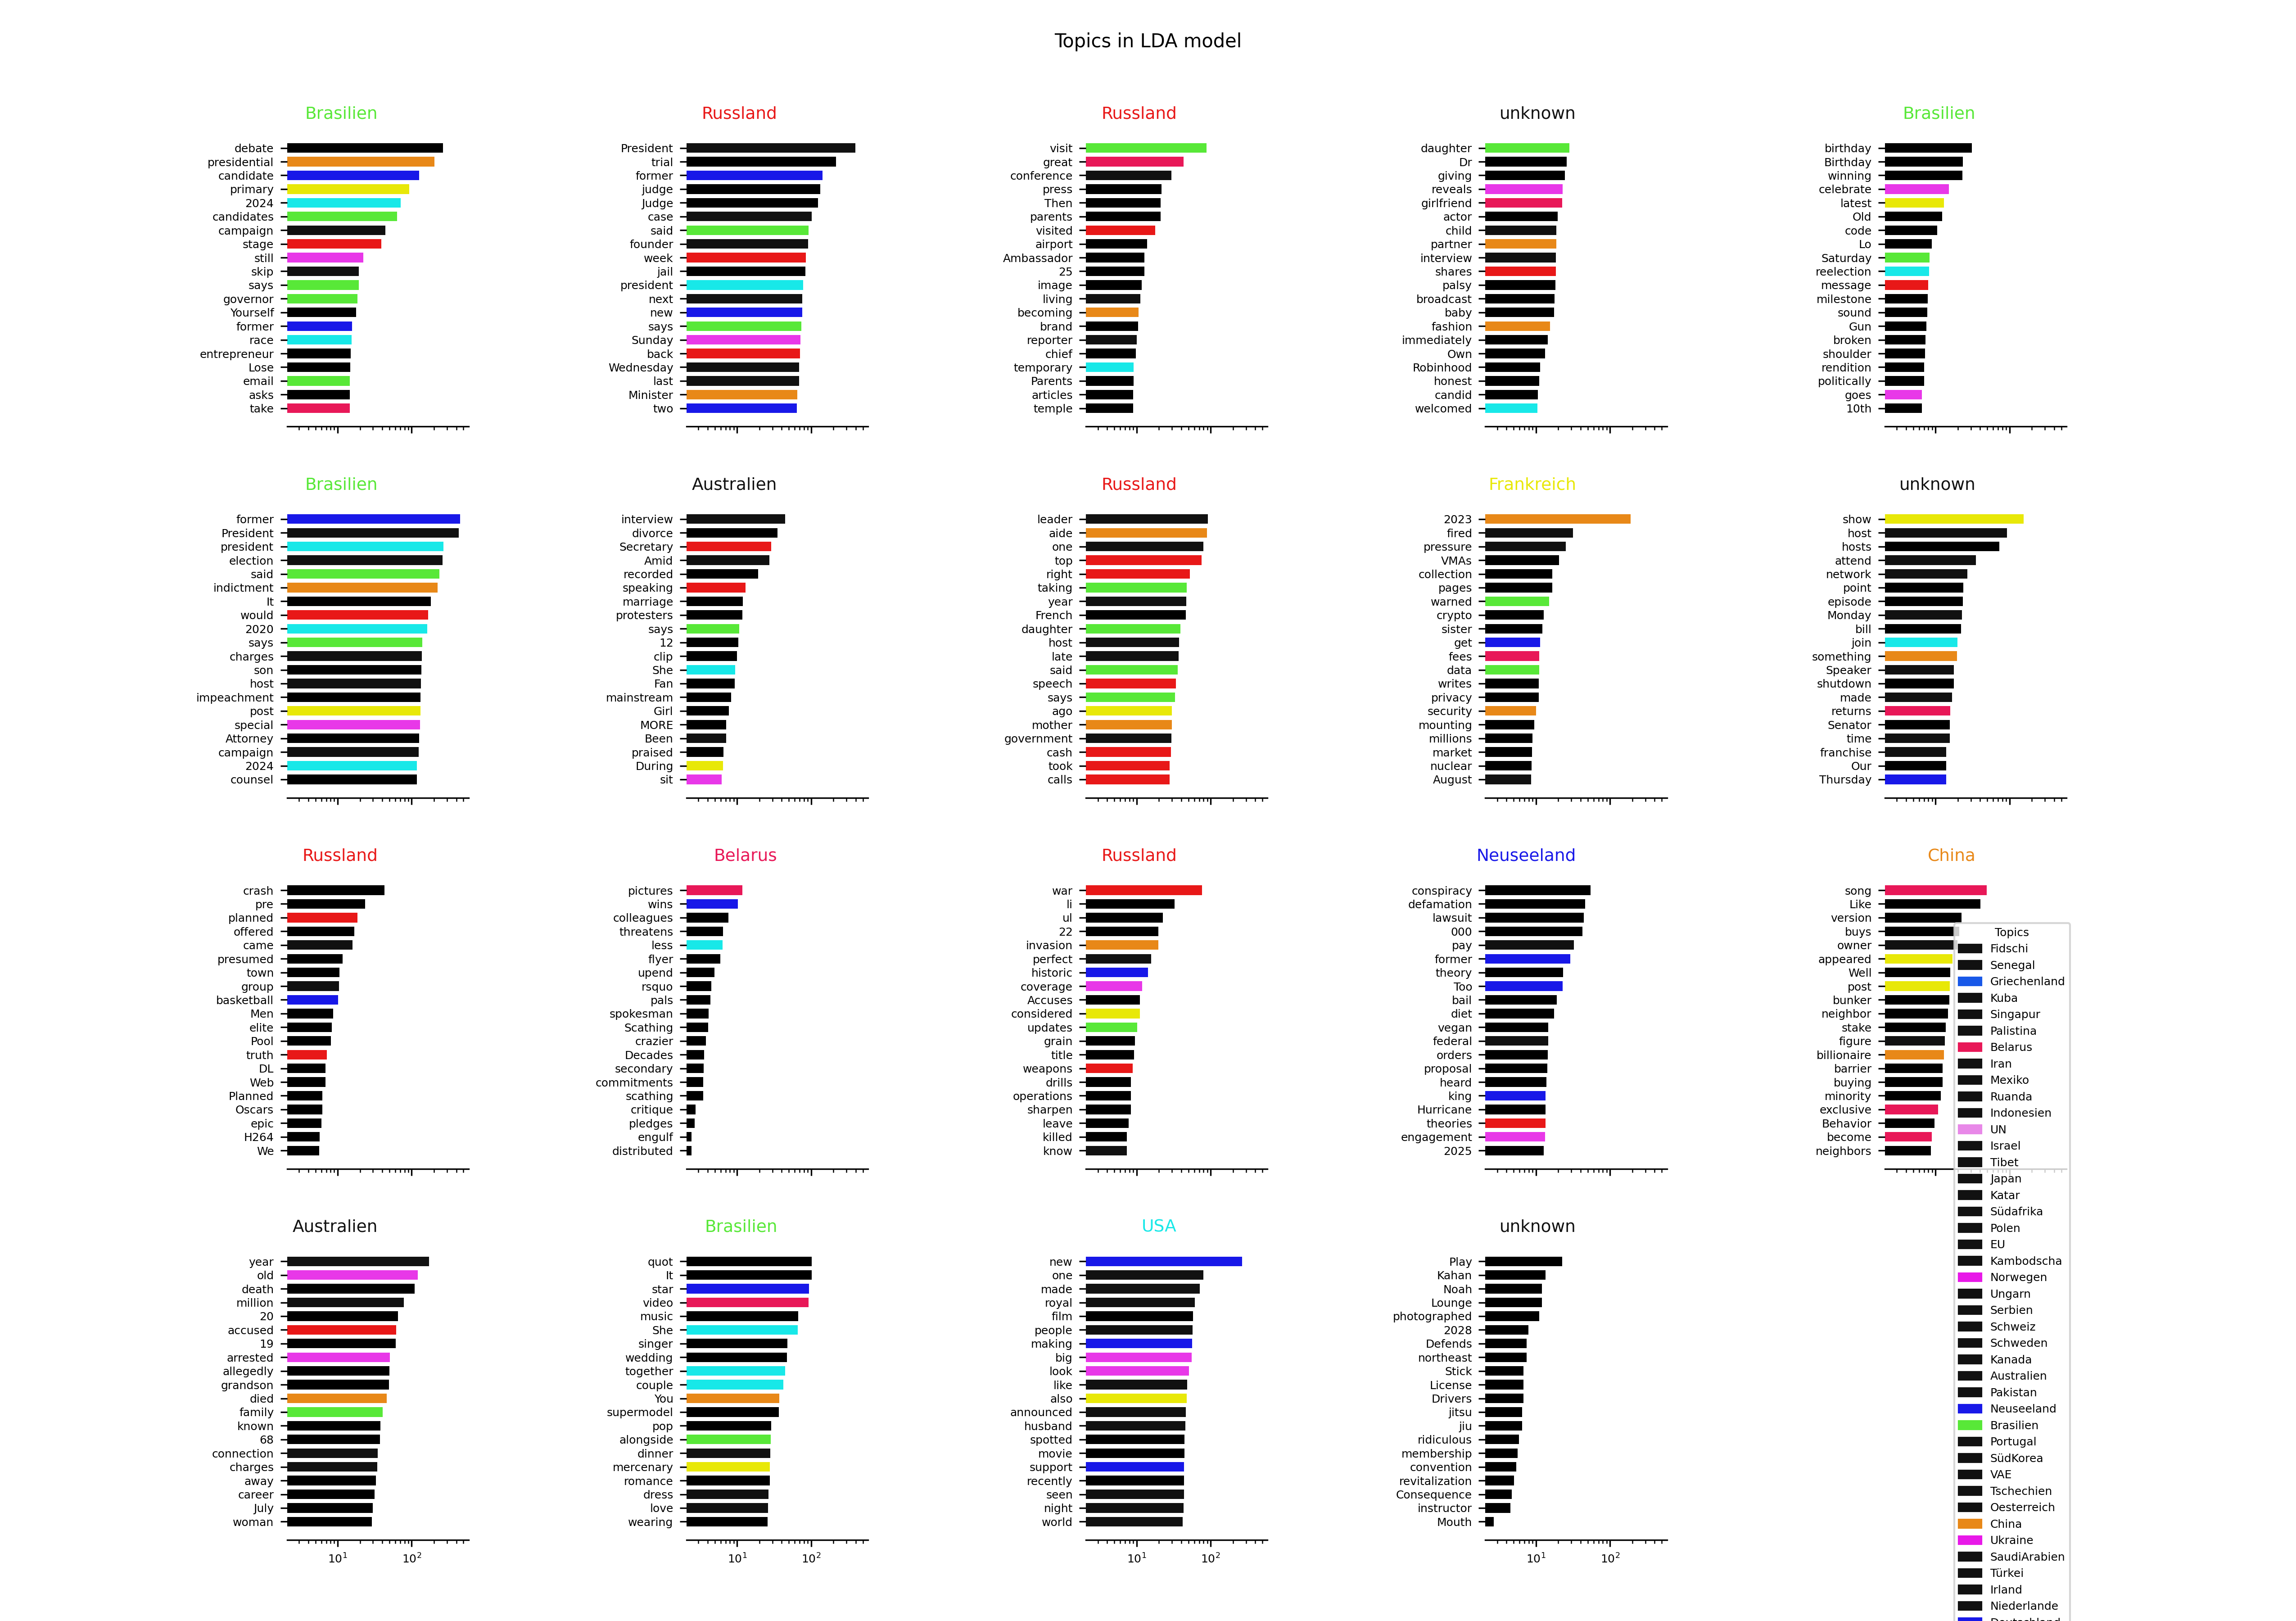 Topics in LDA model
Brasilien
debate
presidential
candidate
primary
2024
candidates
campaign
stage
still
skip
says
governor
Yourself
former
race
entrepreneur
Lose
email
asks
take
Russland
President
trial
former
judge
Judge
case
said
founder
week
jail
president
next
new
says
Sunday
back
Wednesday
last
Minister
two
Russland
visit
great
conference
press
Then
parents
visited
airport
Ambassador
25
image
living
becoming
brand
reporter
chief
temporary
Parents
articles
temple
unknown
daughter
Dr
giving
reveals
girlfriend
actor
child
partner
interview
shares
palsy
broadcast
baby
fashion
immediately
Own
Robinhood
honest
candid
welcomed
Brasilien
birthday
Birthday
winning
celebrate
latest
Old
code
Lo
Saturday
reelection
message
milestone
sound
Gun
broken
shoulder
rendition
politically
goes
10th
Brasilien
former
President
president
election
said
indictment
It
would
2020
says
charges
son
host
impeachment
post
special
Attorney
campaign
2024
counsel
Australien
interview
divorce
Secretary
Amid
recorded
speaking
marriage
protesters
says
12
clip
She
Fan
mainstream
Girl
MORE
Been
praised
During
sit
Russland
leader
aide
one
top
right
taking
year
French
daughter
host
late
said
speech
says
ago
mother
government
cash
took
calls
Frankreich
2023
fired
pressure
VMAs
collection
pages
warned
crypto
sister
get
fees
data
writes
privacy
security
mounting
millions
market
nuclear
August
unknown
show
host
hosts
attend
network
point
episode
Monday
bill
join
something
Speaker
shutdown
made
returns
Senator
time
franchise
Our
Thursday
Russland
crash
pre
planned
offered
came
presumed
town
group
basketball
Men
elite
Pool
truth
DL
Web
Planned
Oscars
epic
H264
We
Belarus
pictures
wins
colleagues
threatens
less
flyer
upend
rsquo
pals
spokesman
Scathing
crazier
Decades
secondary
commitments
scathing
critique
pledges
engulf
distributed
Russland
war
li
ul
22
invasion
perfect
historic
coverage
Accuses
considered
updates
grain
title
weapons
drills
operations
sharpen
leave
killed
know
Neuseeland
conspiracy
defamation
lawsuit
000
pay
former
theory
Too
bail
diet
vegan
federal
orders
proposal
heard
king
Hurricane
theories
engagement
2025
China
song
Like
version
buys
owner
appeared
Well
post
bunker
neighbor
stake
figure
billionaire
barrier
buying
minority
exclusive
Behavior
become
neighbors
Australien
year
old
death
million
20
accused
19
arrested
allegedly
grandson
died
family
known
68
connection
charges
away
career
July
woman
10¹ 10²
Brasilien
quot
It
star
video
music
She
singer
wedding
together
couple
You
supermodel
pop
alongside
dinner
mercenary
romance
dress
love
wearing
10¹ 10²
USA
new
one
made
royal
film
people
making
big
look
like
also
announced
husband
spotted
movie
support
recently
seen
night
world
10¹ 10²
unknown
Play
Kahan
Noah
Lounge
photographed
2028
Defends
northeast
Stick
License
Drivers
jitsu
jiu
ridiculous
membership
convention
revitalization
Consequence
instructor
Mouth
10¹ 10²
Topics
Fidschi
Senegal
Griechenland
Kuba
Singapur
Palistina
Belarus
Iran
Mexiko
Ruanda
Indonesien
UN
Israel
Tibet
Japan
Katar
Südafrika
Polen
EU
Kambodscha
Norwegen
Ungarn
Serbien
Schweiz
Schweden
Kanada
Australien
Pakistan
Neuseeland
Brasilien
Portugal
SüdKorea
VAE
Tschechien
Oesterreich
China
Ukraine
SaudiArabien
Türkei
Irland
Niederlande